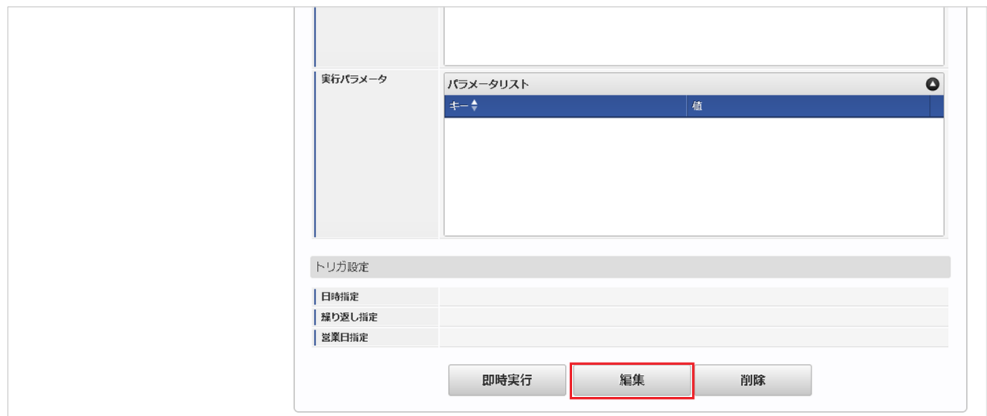 実行パラメータ
パラメータリスト
キー 値
トリガ設定
日時指定
繰り返し指定
営業日指定
即時実行 編集 削除